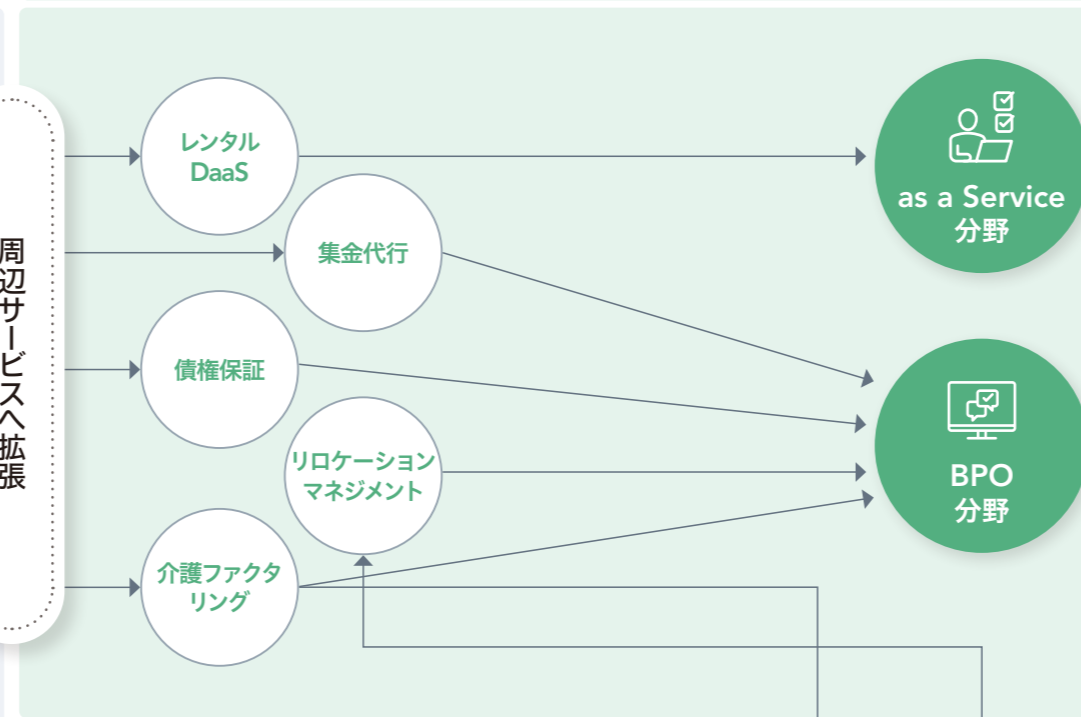 周辺サービスへ拡張
レンタル
DaaS
集金代行
債権保証
リロケーション
マネジメント
介護ファクタ
リング
as a Service
分野
BPO
分野